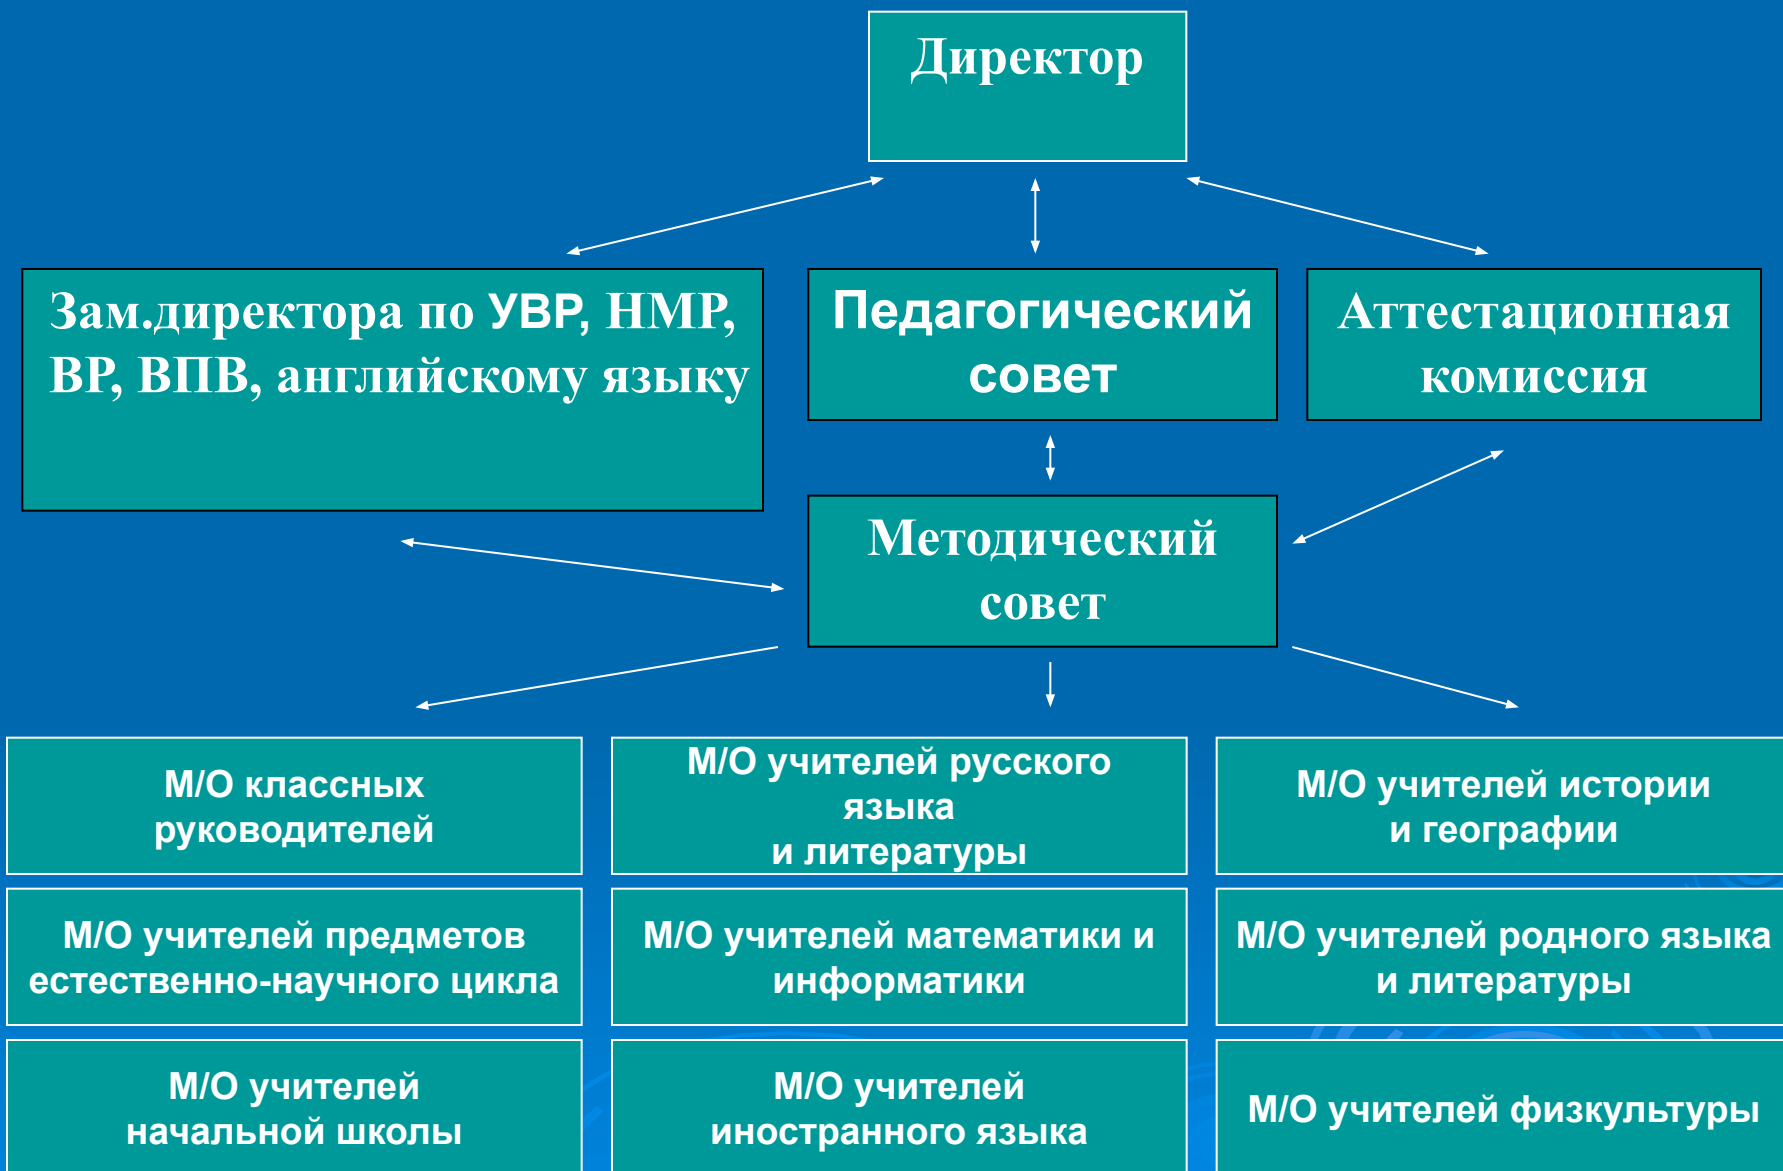 Директор
Зам.директора по УВР, НМР,
ВР, ВПВ, английскому языку
Педагогический
совет
Аттестационная
комиссия
Методический
совет
М/О классных
руководителей
М/О учителей русского
языка
и литературы
М/О учителей истории
и географии
М/О учителей предметов
естественно-научного цикла
М/О учителей математики и
информатики
М/О учителей родного языка
и литературы
М/О учителей
начальной школы
М/О учителей
иностранного языка
М/О учителей физкультуры